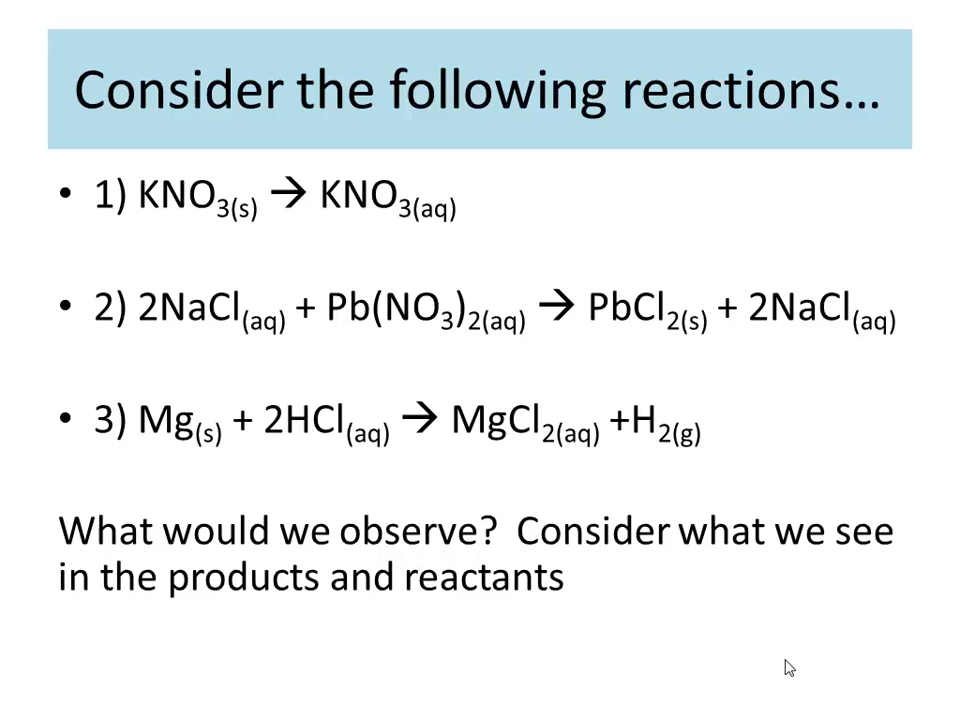 Consider the following reactions…
• 1) KNO₃₍s₎ → KNO₃₍aq₎
• 2) 2NaCl₍aq₎ + Pb(NO₃)₂₍aq₎ → PbCl₂₍s₎ + 2NaCl₍aq₎
• 3) Mg₍s₎ + 2HCl₍aq₎ → MgCl₂₍aq₎ +H₂₍g₎
What would we observe? Consider what we see
in the products and reactants